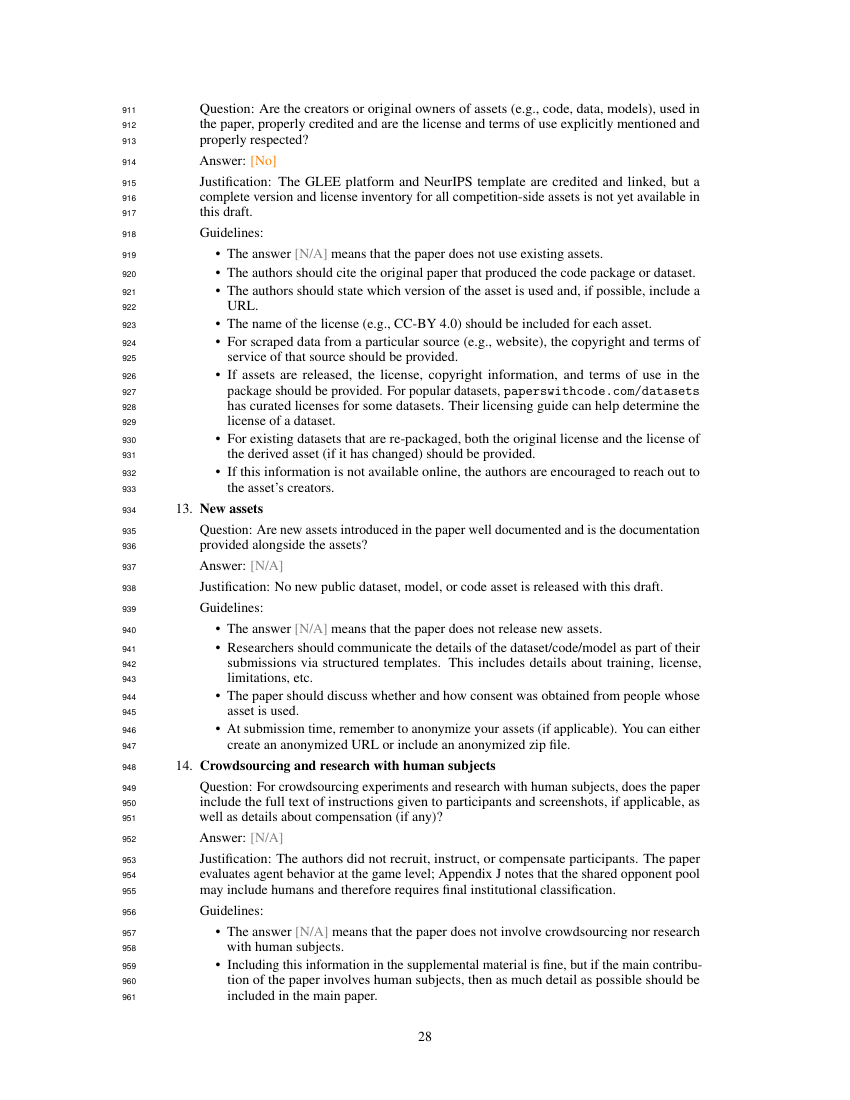 911 Question: Are the creators or original owners of assets (e.g., code, data, models), used in
912 the paper, properly credited and are the license and terms of use explicitly mentioned and
913 properly respected?
914 Answer: [No]
915 Justification: The GLEE platform and NeurIPS template are credited and linked, but a
916 complete version and license inventory for all competition-side assets is not yet available in
917 this draft.
918 Guidelines:
919 • The answer [N/A] means that the paper does not use existing assets.
920 • The authors should cite the original paper that produced the code package or dataset.
921 • The authors should state which version of the asset is used and, if possible, include a
922 URL.
923 • The name of the license (e.g., CC-BY 4.0) should be included for each asset.
924 • For scraped data from a particular source (e.g., website), the copyright and terms of
925 service of that source should be provided.
926 • If assets are released, the license, copyright information, and terms of use in the
927 package should be provided. For popular datasets, paperswithcode.com/datasets
928 has curated licenses for some datasets. Their licensing guide can help determine the
929 license of a dataset.
930 • For existing datasets that are re-packaged, both the original license and the license of
931 the derived asset (if it has changed) should be provided.
932 • If this information is not available online, the authors are encouraged to reach out to
933 the asset's creators.
934 13. New assets
935 Question: Are new assets introduced in the paper well documented and is the documentation
936 provided alongside the assets?
937 Answer: [N/A]
938 Justification: No new public dataset, model, or code asset is released with this draft.
939 Guidelines:
940 • The answer [N/A] means that the paper does not release new assets.
941 • Researchers should communicate the details of the dataset/code/model as part of their
942 submissions via structured templates. This includes details about training, license,
943 limitations, etc.
944 • The paper should discuss whether and how consent was obtained from people whose
945 asset is used.
946 • At submission time, remember to anonymize your assets (if applicable). You can either
947 create an anonymized URL or include an anonymized zip file.
948 14. Crowdsourcing and research with human subjects
949 Question: For crowdsourcing experiments and research with human subjects, does the paper
950 include the full text of instructions given to participants and screenshots, if applicable, as
951 well as details about compensation (if any)?
952 Answer: [N/A]
953 Justification: The authors did not recruit, instruct, or compensate participants. The paper
954 evaluates agent behavior at the game level; Appendix J notes that the shared opponent pool
955 may include humans and therefore requires final institutional classification.
956 Guidelines:
957 • The answer [N/A] means that the paper does not involve crowdsourcing nor research
958 with human subjects.
959 • Including this information in the supplemental material is fine, but if the main contribu-
960 tion of the paper involves human subjects, then as much detail as possible should be
961 included in the main paper.
28